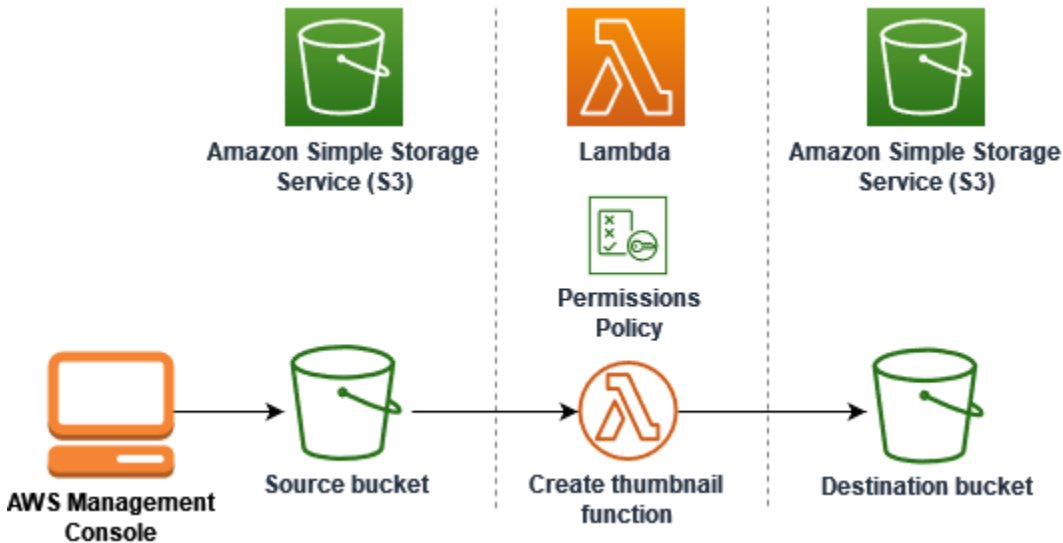 Amazon Simple Storage
Service (S3)
Lambda
Amazon Simple Storage
Service (S3)
Permissions
Policy
AWS Management
Console
Source bucket
Create thumbnail
function
Destination bucket